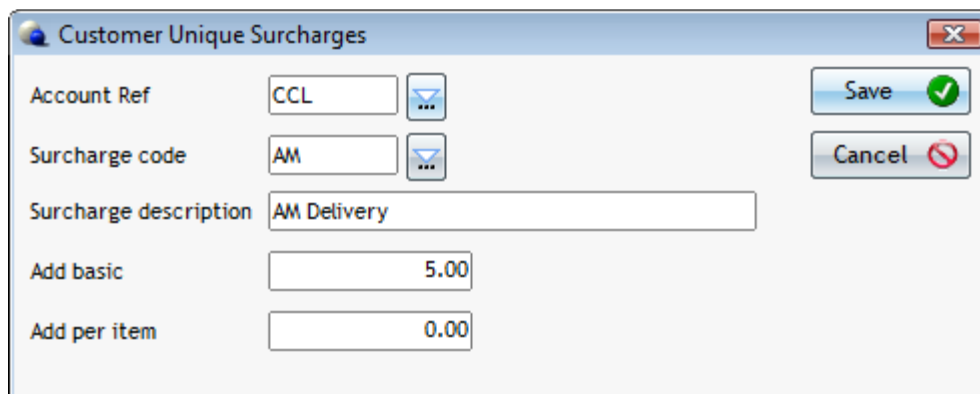 Customer Unique Surcharges
Account Ref CCL Save
Surcharge code AM Cancel
Surcharge description AM Delivery
Add basic 5.00
Add per item 0.00